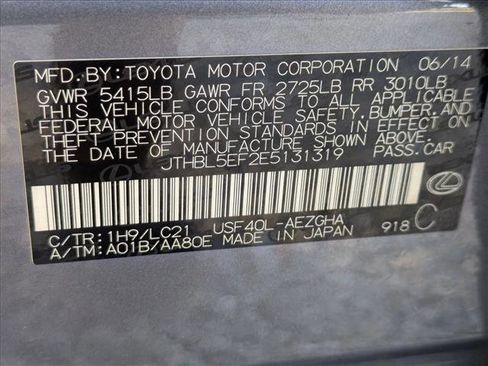 MFD. BY: TOYOTA MOTOR CORPORATION 06/14
GVWR 5415LB GAWR FR 2725LB RR 3010LB
THIS VEHICLE CONFORMS TO ALL APPLICABLE
FEDERAL MOTOR VEHICLE SAFETY, BUMPER, AND
THEFT PREVENTION STANDARDS IN EFFECT ON
THE DATE OF MANUFACTURE SHOWN ABOVE.
JTHBL5EF2E5131319 PASS.CAR
C/TR: 1H9/LC21 USF40L-AEZGHA
A/TM: A01B/AA80E MADE IN JAPAN 918 C